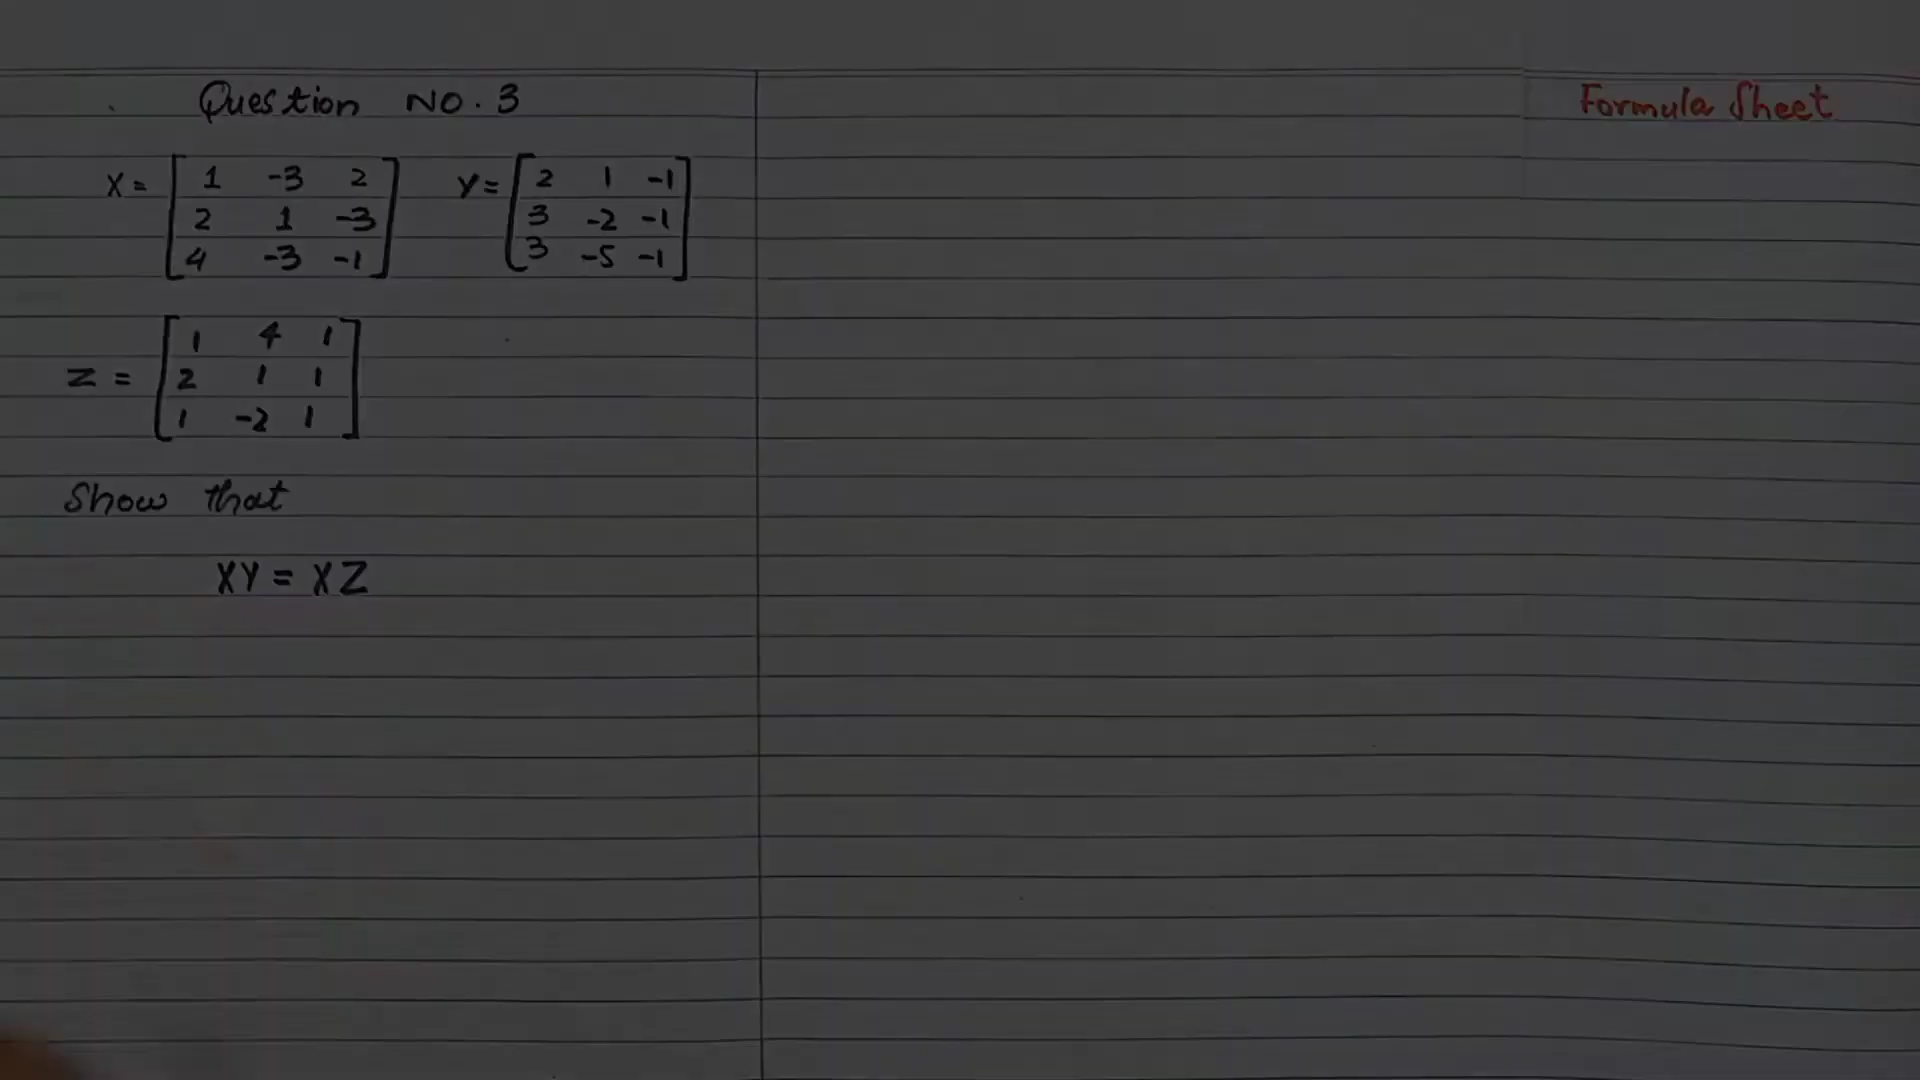 Question NO. 3
Formula Sheet
X = [ 1 -3 2 Y = [ 2 1 -1 ]
2 1 -3 3 -2 -1
4 -3 -1 ] 3 -5 -1 ]
Z = [ 1 4 1
2 1 1
1 -2 1 ]
Show that
XY = XZ